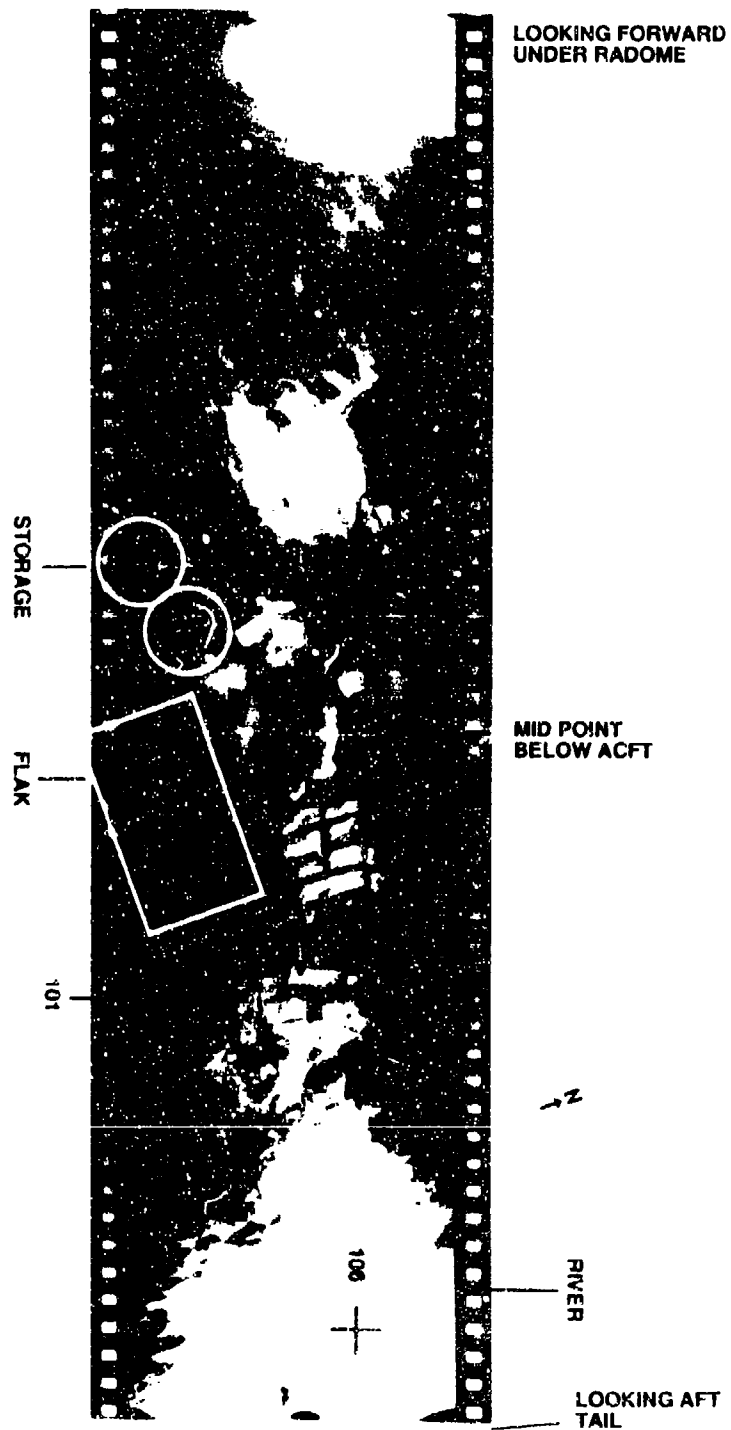 LOOKING FORWARD
UNDER RADOME
STORAGE
MID POINT
BELOW ACFT
FLAK
101
N
106
RIVER
LOOKING AFT
TAIL